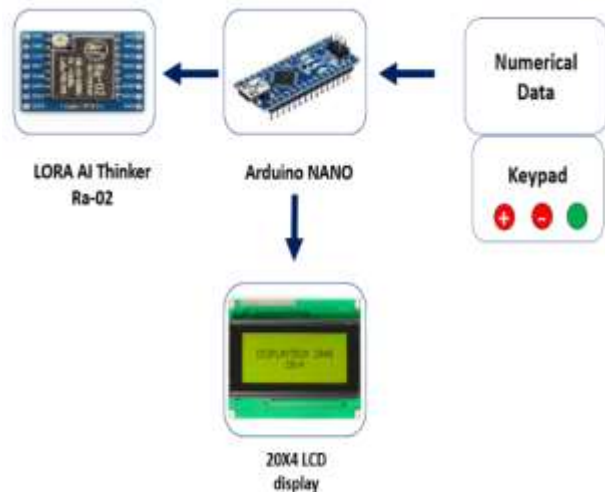 Numerical
Data
LORA AI Thinker
Ra-02
Arduino NANO
Keypad
+ - 
20X4 LCD
display